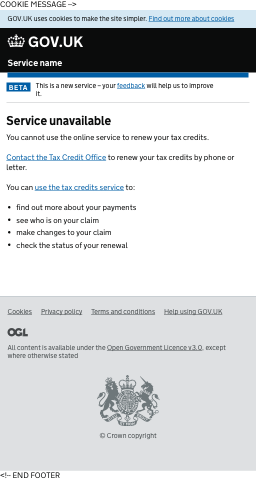 COOKIE MESSAGE -->
GOV.UK uses cookies to make the site simpler. Find out more about cookies
GOV.UK
Service name
BETA This is a new service – your feedback will help us to improve
it.
Service unavailable
You cannot use the online service to renew your tax credits.
Contact the Tax Credit Office to renew your tax credits by phone or
letter.
You can use the tax credits service to:
• find out more about your payments
• see who is on your claim
• make changes to your claim
• check the status of your renewal
Cookies Privacy policy Terms and conditions Help using GOV.UK
OGL
All content is available under the Open Government Licence v3.0, except
where otherwise stated
© Crown copyright
<!-- END FOOTER